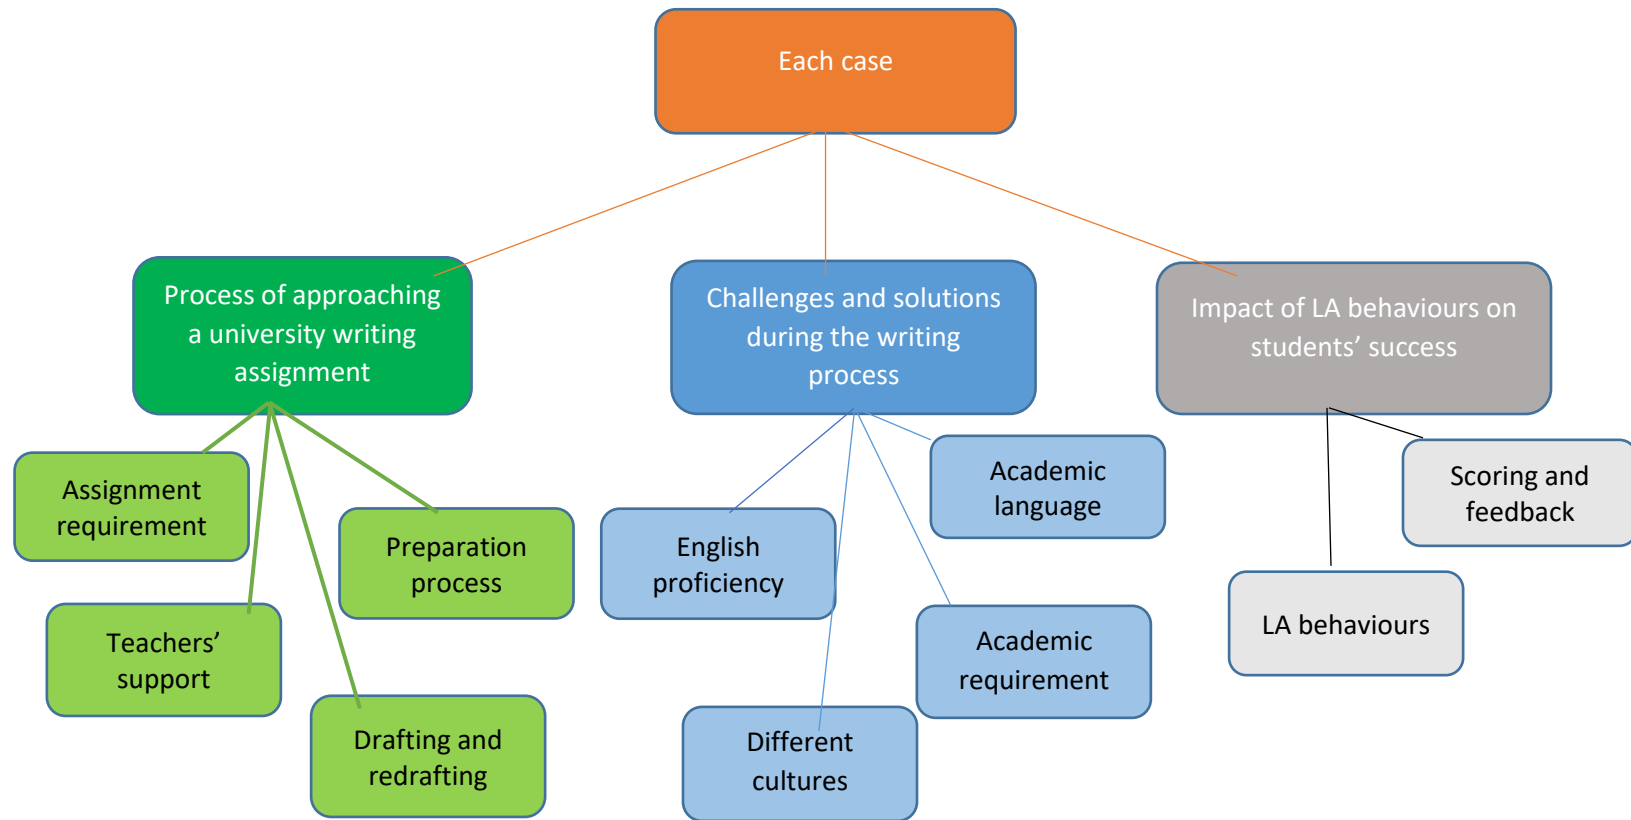 Each case
Process of approaching
a university writing
assignment
Challenges and solutions
during the writing
process
Impact of LA behaviours on
students’ success
Assignment
requirement
Preparation
process
Teachers’
support
Drafting and
redrafting
English
proficiency
Academic
language
Academic
requirement
Different
cultures
Scoring and
feedback
LA behaviours